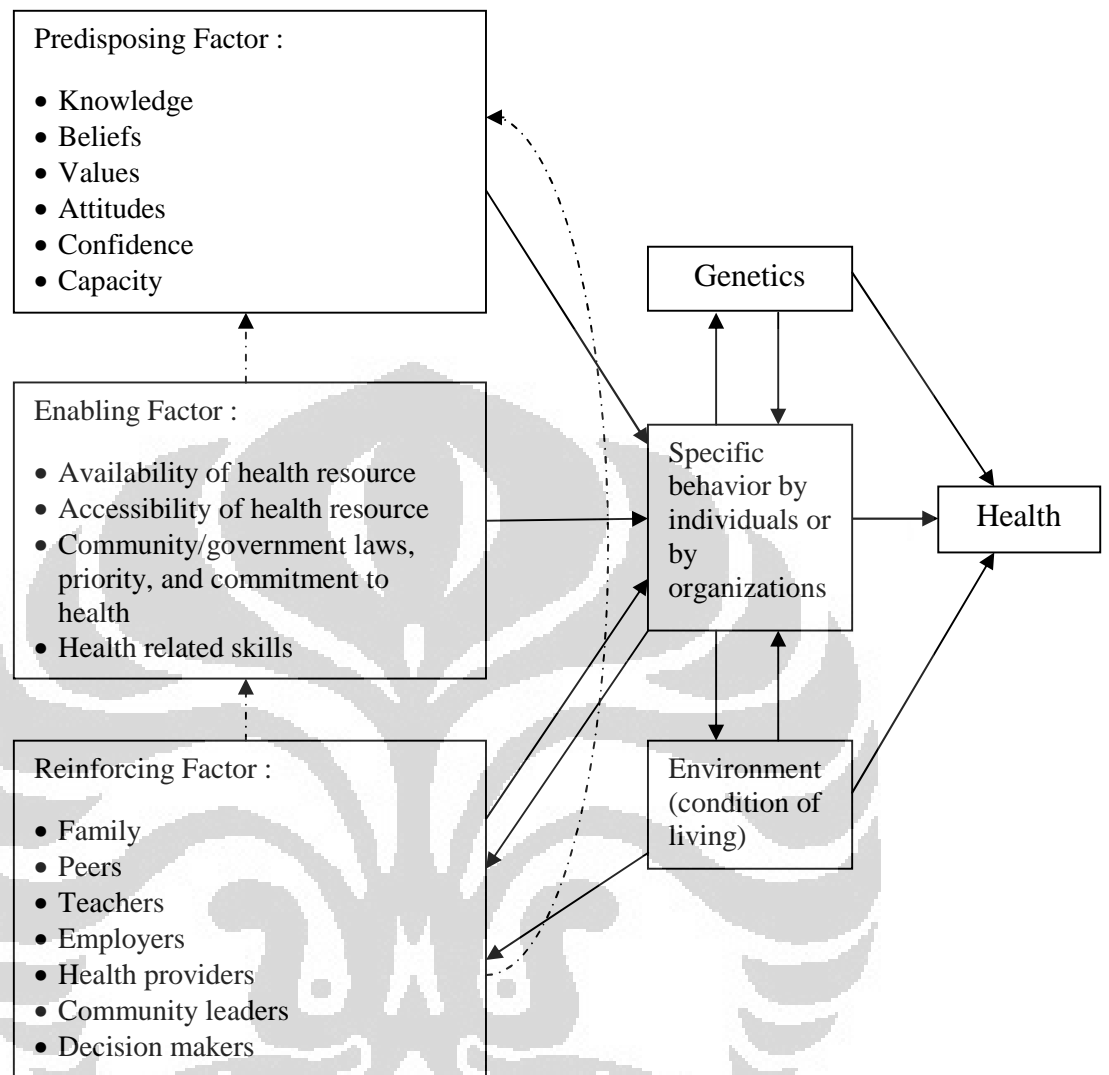 Predisposing Factor :
• Knowledge
• Beliefs
• Values
• Attitudes
• Confidence
• Capacity
Enabling Factor :
• Availability of health resource
• Accessibility of health resource
• Community/government laws,
priority, and commitment to
health
• Health related skills
Reinforcing Factor :
• Family
• Peers
• Teachers
• Employers
• Health providers
• Community leaders
• Decision makers
Genetics
Specific
behavior by
individuals or
by
organizations
Environment
(condition of
living)
Health